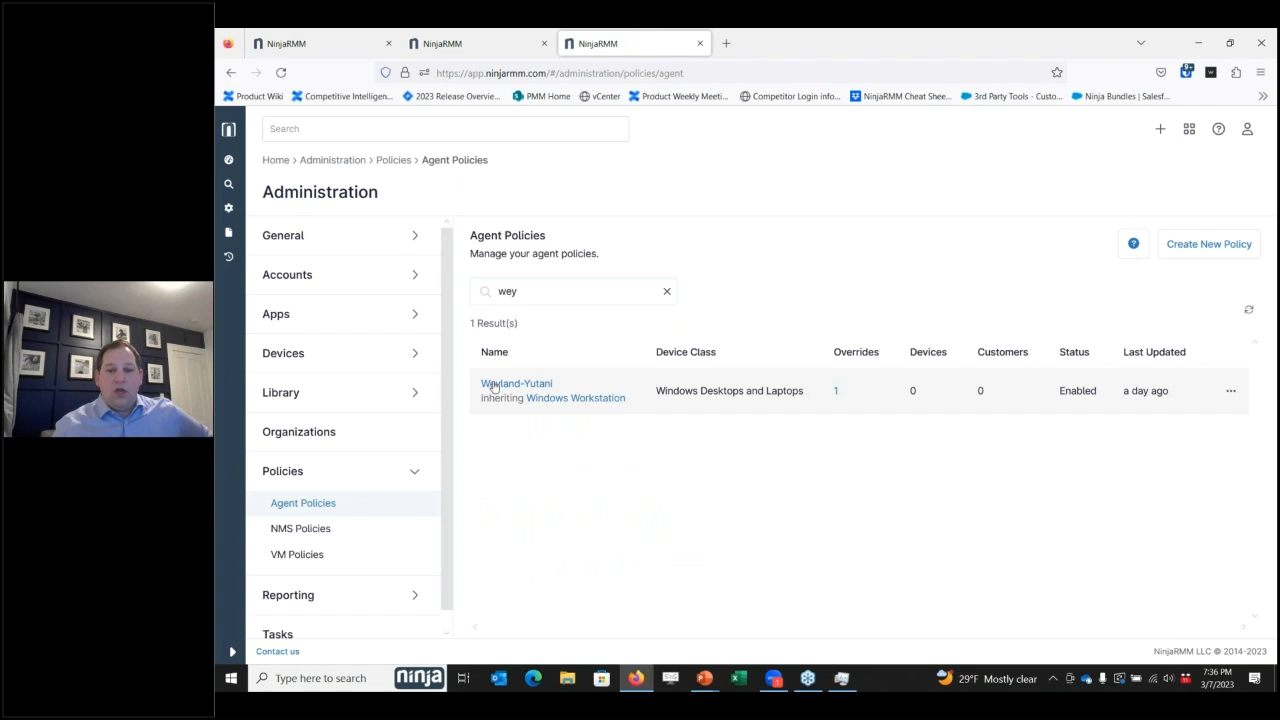 NinjaRMM
NinjaRMM
NinjaRMM
https://app.ninjarmm.com/#/administration/policies/agent
Product Wiki
Competitive Intelligen...
2023 Release Overvie...
PMM Home
vCenter
Product Weekly Meeti...
Competitor Login info...
NinjaRMM Cheat Shee...
3rd Party Tools - Custo...
Ninja Bundles | Salesf...
Search
Home > Administration > Policies > Agent Policies
Administration
General
Accounts
Apps
Devices
Library
Organizations
Policies
Agent Policies
NMS Policies
VM Policies
Reporting
Tasks
Contact us
Agent Policies
Manage your agent policies.
Create New Policy
wey
1 Result(s)
Name Device Class Overrides Devices Customers Status Last Updated
Weyland-Yutani Windows Desktops and Laptops 1 0 0 Enabled a day ago
inheriting Windows Workstation
NinjaRMM LLC © 2014-2023
Type here to search
ninja
29°F Mostly clear
7:36 PM
3/7/2023